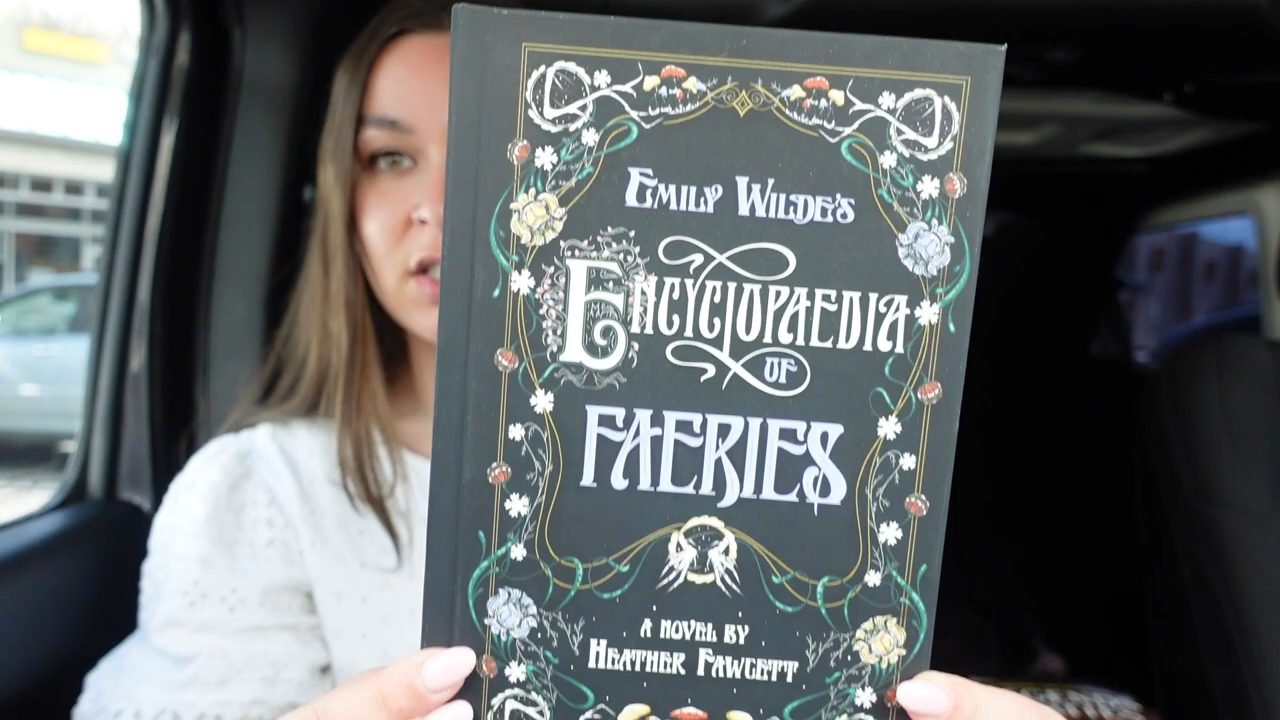 EMILY WILDE'S
ENCYCLOPAEDIA
OF
FAERIES
A NOVEL BY
HEATHER FAWCETT